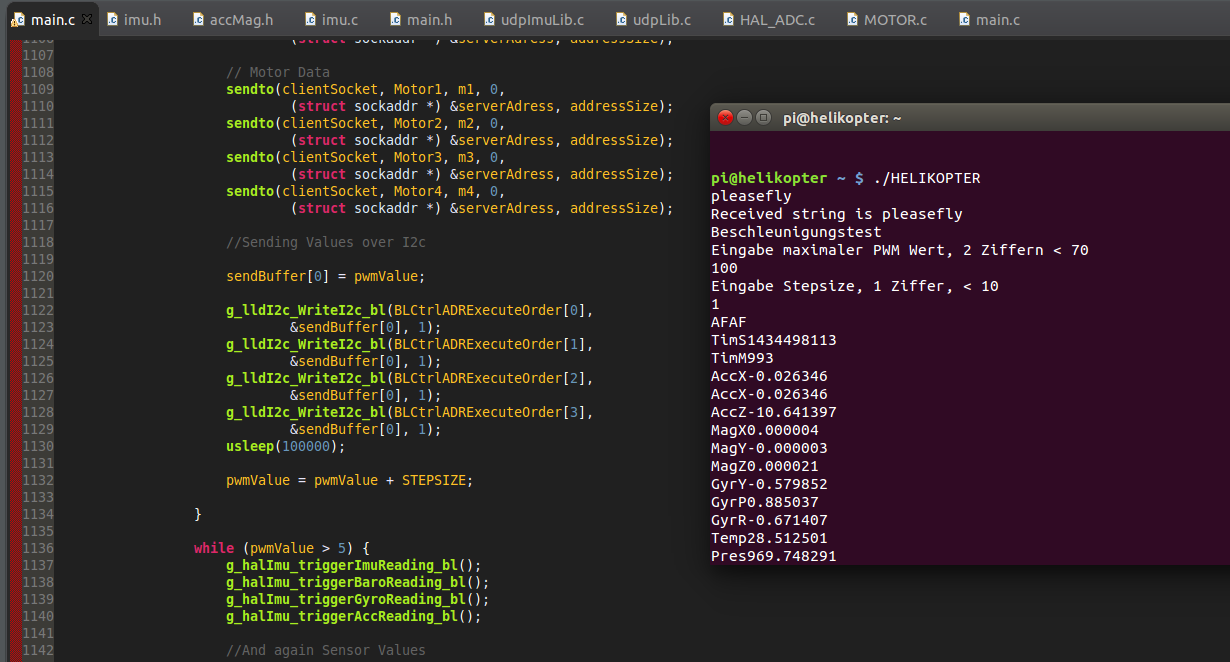 main.c imu.h accMag.h imu.c main.h udpImuLib.c udpLib.c HAL_ADC.c MOTOR.c main.c
1106 (struct sockaddr *) &serverAdress, addressSize);
1107
1108 // Motor Data
1109 sendto(clientSocket, Motor1, m1, 0,
1110 (struct sockaddr *) &serverAdress, addressSize);
1111 sendto(clientSocket, Motor2, m2, 0,
1112 (struct sockaddr *) &serverAdress, addressSize);
1113 sendto(clientSocket, Motor3, m3, 0,
1114 (struct sockaddr *) &serverAdress, addressSize);
1115 sendto(clientSocket, Motor4, m4, 0,
1116 (struct sockaddr *) &serverAdress, addressSize);
1117
1118 //Sending Values over I2c
1119
1120 sendBuffer[0] = pwmValue;
1121
1122 g_lldI2c_WriteI2c_bl(BLCtrlADRExecuteOrder[0],
1123 &sendBuffer[0], 1);
1124 g_lldI2c_WriteI2c_bl(BLCtrlADRExecuteOrder[1],
1125 &sendBuffer[0], 1);
1126 g_lldI2c_WriteI2c_bl(BLCtrlADRExecuteOrder[2],
1127 &sendBuffer[0], 1);
1128 g_lldI2c_WriteI2c_bl(BLCtrlADRExecuteOrder[3],
1129 &sendBuffer[0], 1);
1130 usleep(100000);
1131
1132 pwmValue = pwmValue + STEPSIZE;
1133
1134 }
1135
1136 while (pwmValue > 5) {
1137 g_halImu_triggerImuReading_bl();
1138 g_halImu_triggerBaroReading_bl();
1139 g_halImu_triggerGyroReading_bl();
1140 g_halImu_triggerAccReading_bl();
1141
1142 //And again Sensor Values
pi@helikopter: ~
pi@helikopter ~ $ ./HELIKOPTER
pleasefly
Received string is pleasefly
Beschleunigungstest
Eingabe maximaler PWM Wert, 2 Ziffern < 70
100
Eingabe Stepsize, 1 Ziffer, < 10
1
AFAF
TimS1434498113
TimM993
AccX-0.026346
AccX-0.026346
AccZ-10.641397
MagX0.000004
MagY-0.000003
MagZ0.000021
GyrY-0.579852
GyrP0.885037
GyrR-0.671407
Temp28.512501
Pres969.748291